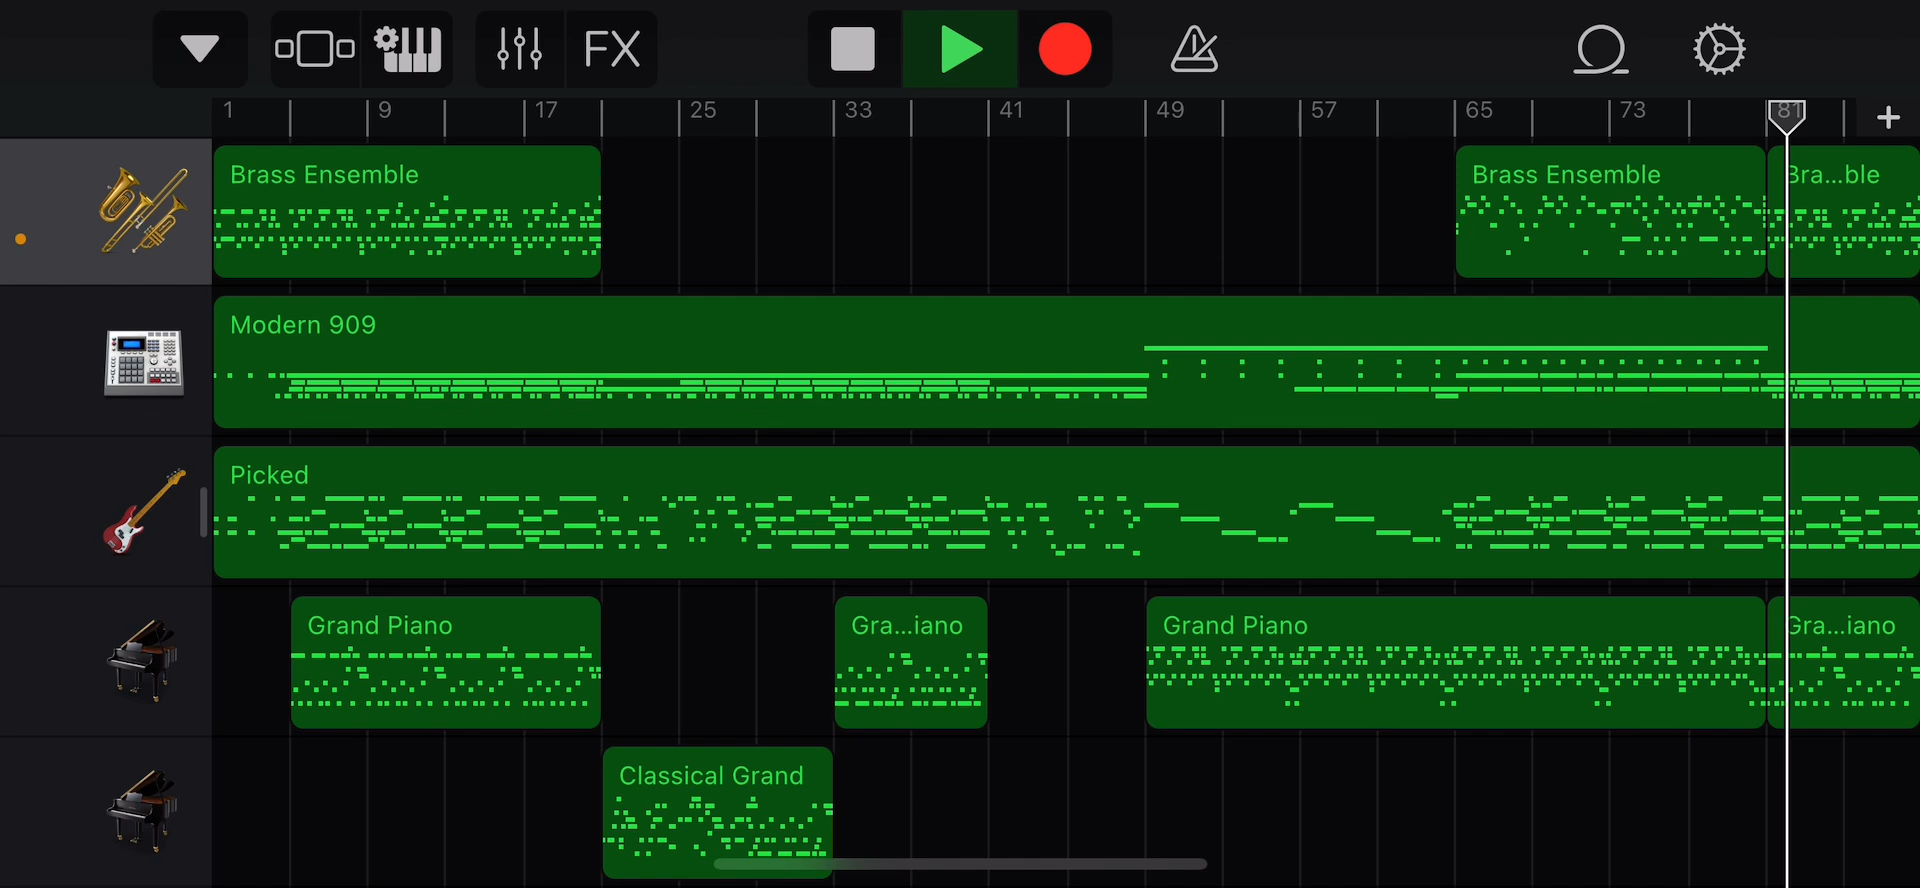 FX
1 9 17 25 33 41 49 57 65 73 81
Brass Ensemble Brass Ensemble Bra...ble
Modern 909
Picked
Grand Piano Gra...iano Grand Piano Gra...iano
Classical Grand